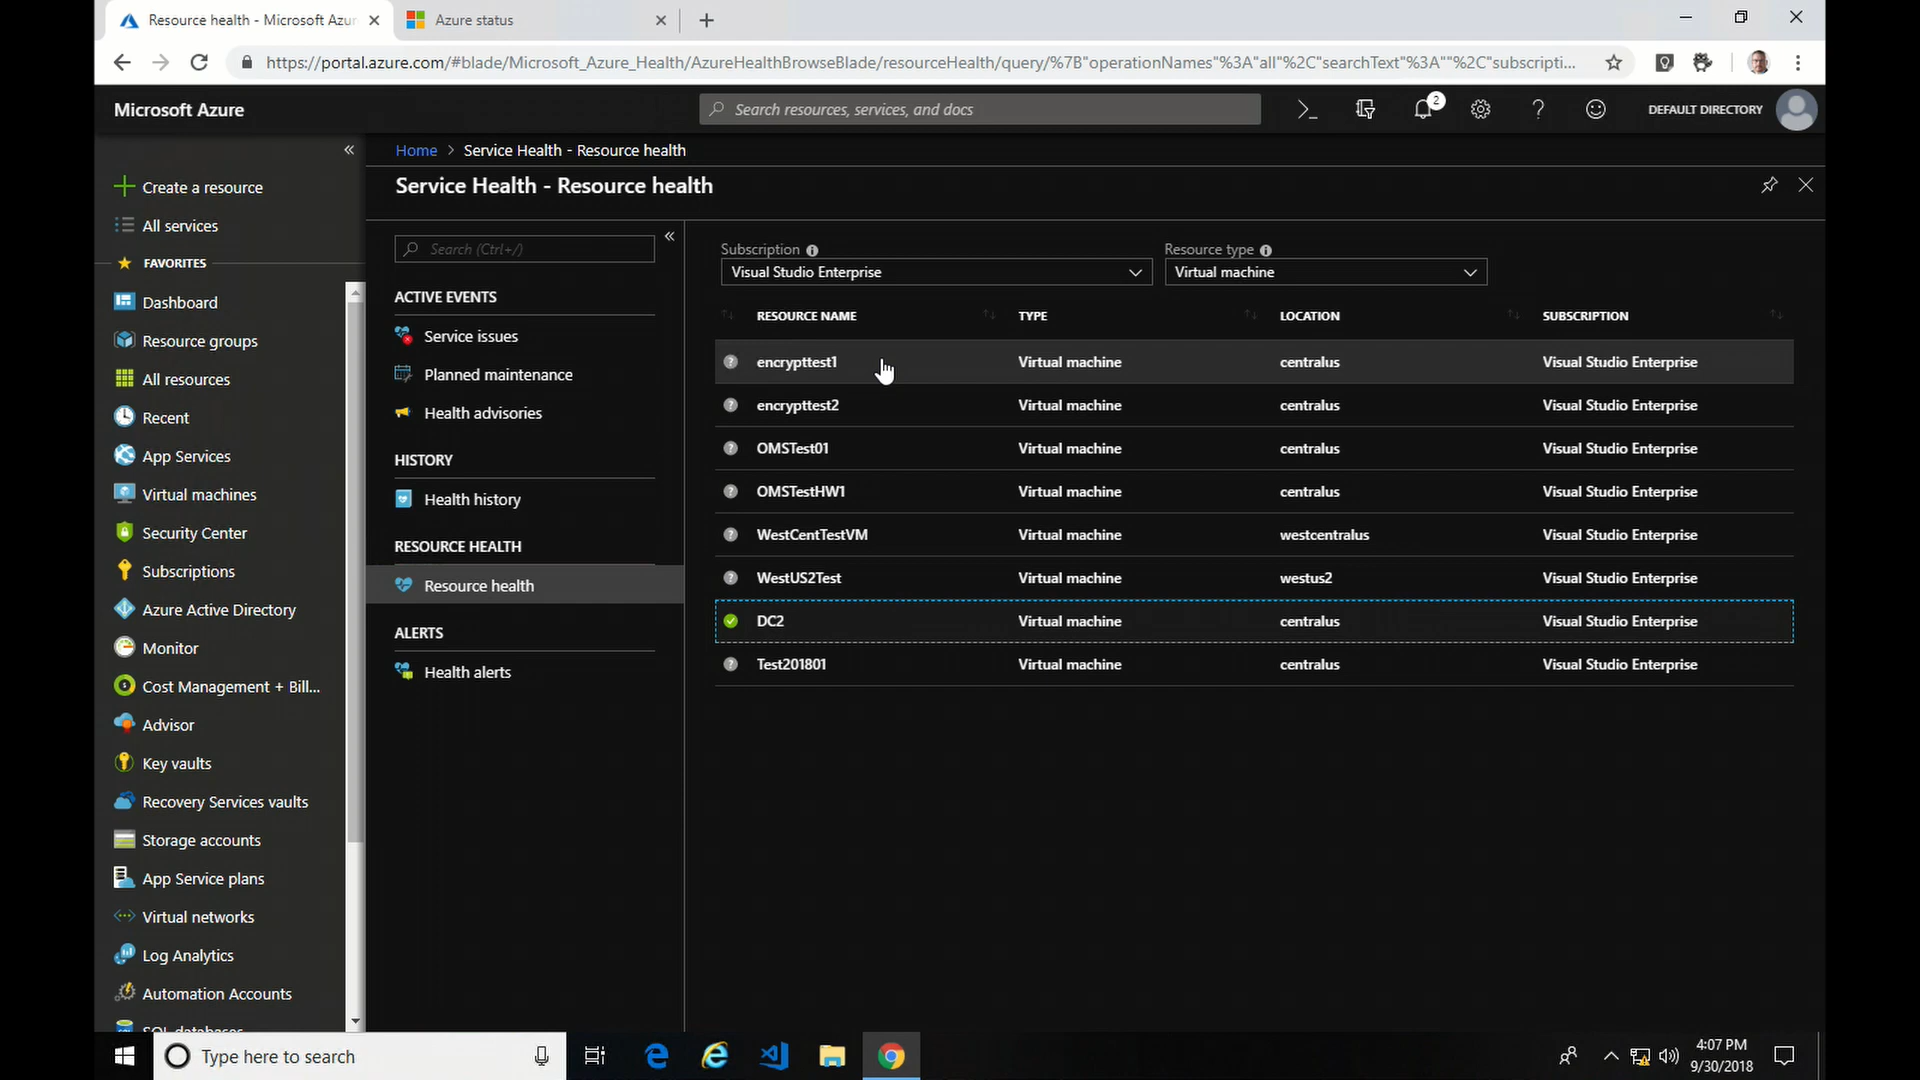 Resource health - Microsoft Azu
Azure status
https://portal.azure.com/#blade/Microsoft_Azure_Health/AzureHealthBrowseBlade/resourceHealth/query/%7B"operationNames"%3A"all"%2C"searchText"%3A""%2C"subscripti...
Microsoft Azure
Search resources, services, and docs
2
DEFAULT DIRECTORY
Home > Service Health - Resource health
Service Health - Resource health
Create a resource
All services
FAVORITES
Dashboard
Resource groups
All resources
Recent
App Services
Virtual machines
Security Center
Subscriptions
Azure Active Directory
Monitor
Cost Management + Bill...
Advisor
Key vaults
Recovery Services vaults
Storage accounts
App Service plans
Virtual networks
Log Analytics
Automation Accounts
SQL databases
Search (Ctrl+/)
ACTIVE EVENTS
Service issues
Planned maintenance
Health advisories
HISTORY
Health history
RESOURCE HEALTH
Resource health
ALERTS
Health alerts
Subscription
Visual Studio Enterprise
Resource type
Virtual machine
RESOURCE NAME TYPE LOCATION SUBSCRIPTION
encrypttest1 Virtual machine centralus Visual Studio Enterprise
encrypttest2 Virtual machine centralus Visual Studio Enterprise
OMSTest01 Virtual machine centralus Visual Studio Enterprise
OMSTestHW1 Virtual machine centralus Visual Studio Enterprise
WestCentTestVM Virtual machine westcentralus Visual Studio Enterprise
WestUS2Test Virtual machine westus2 Visual Studio Enterprise
DC2 Virtual machine centralus Visual Studio Enterprise
Test201801 Virtual machine centralus Visual Studio Enterprise
Type here to search
4:07 PM
9/30/2018